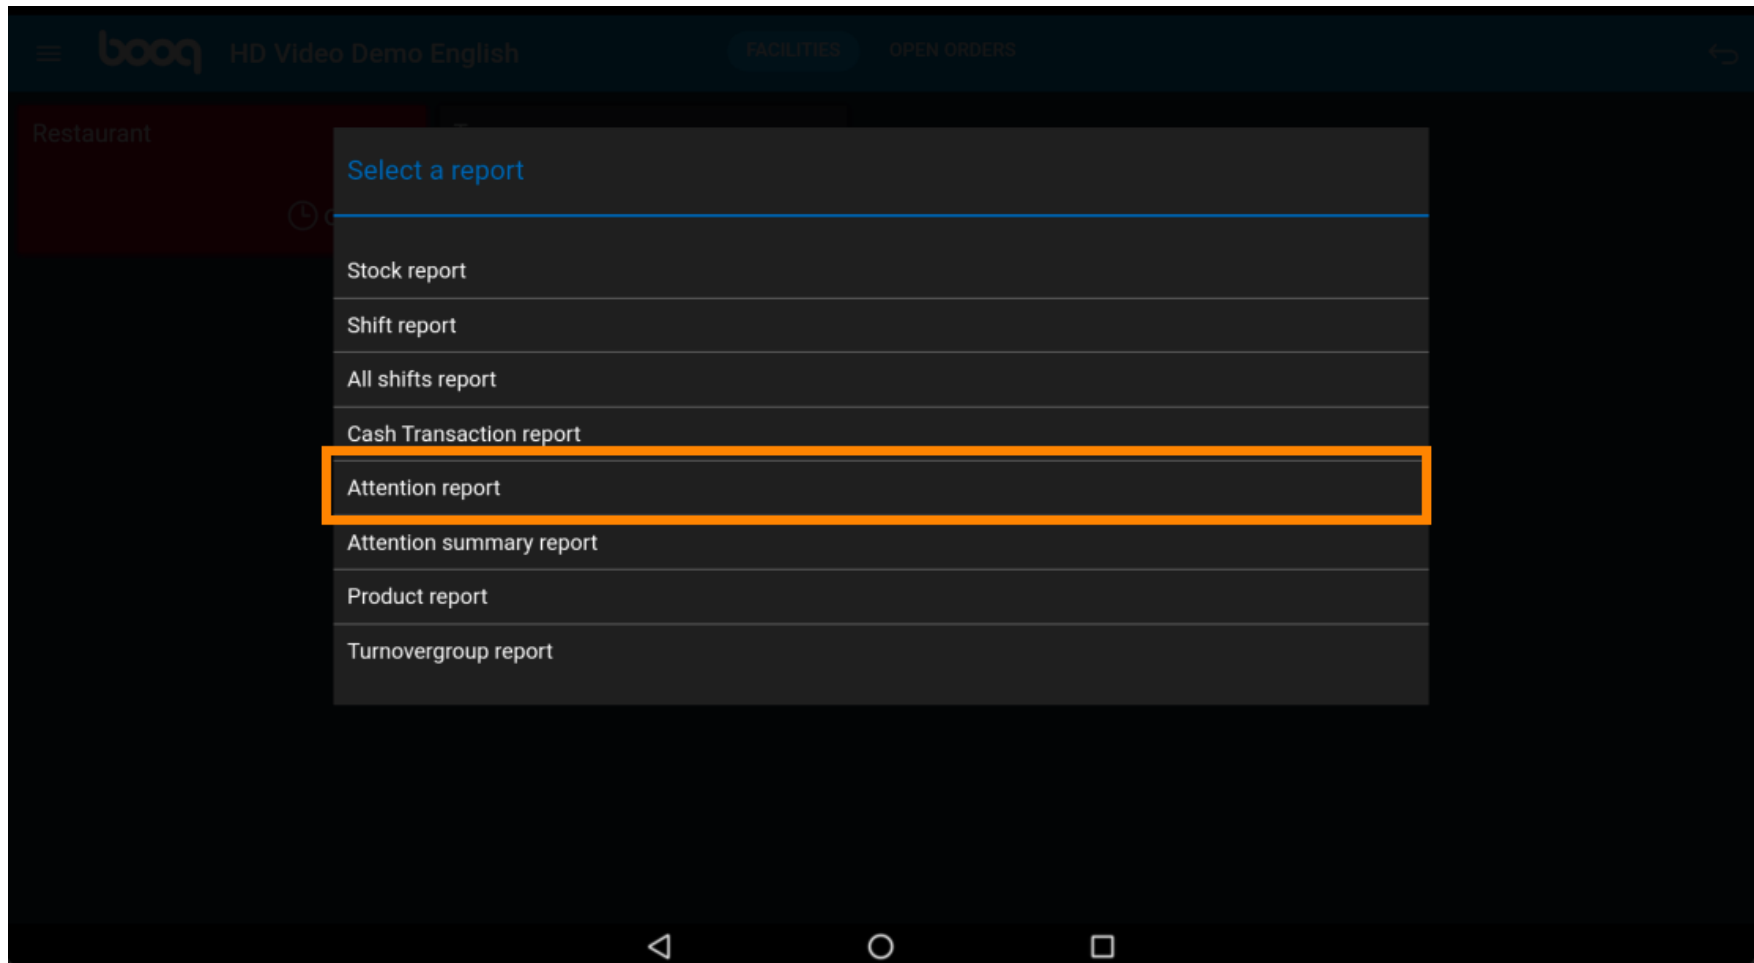 booq HD Video Demo English FACILITIES OPEN ORDERS
Restaurant
Select a report
Stock report
Shift report
All shifts report
Cash Transaction report
Attention report
Attention summary report
Product report
Turnovergroup report